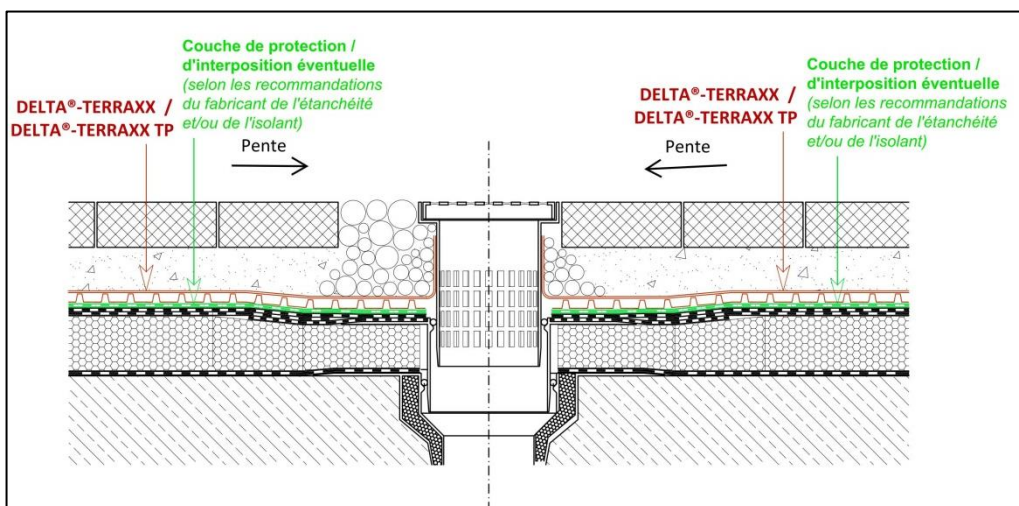 Couche de protection /
d'interposition éventuelle
(selon les recommandations
du fabricant de l'étanchéité
et/ou de l'isolant)
DELTA®-TERRAXX /
DELTA®-TERRAXX TP
Pente
Couche de protection /
d'interposition éventuelle
(selon les recommandations
du fabricant de l'étanchéité
et/ou de l'isolant)
DELTA®-TERRAXX /
DELTA®-TERRAXX TP
Pente